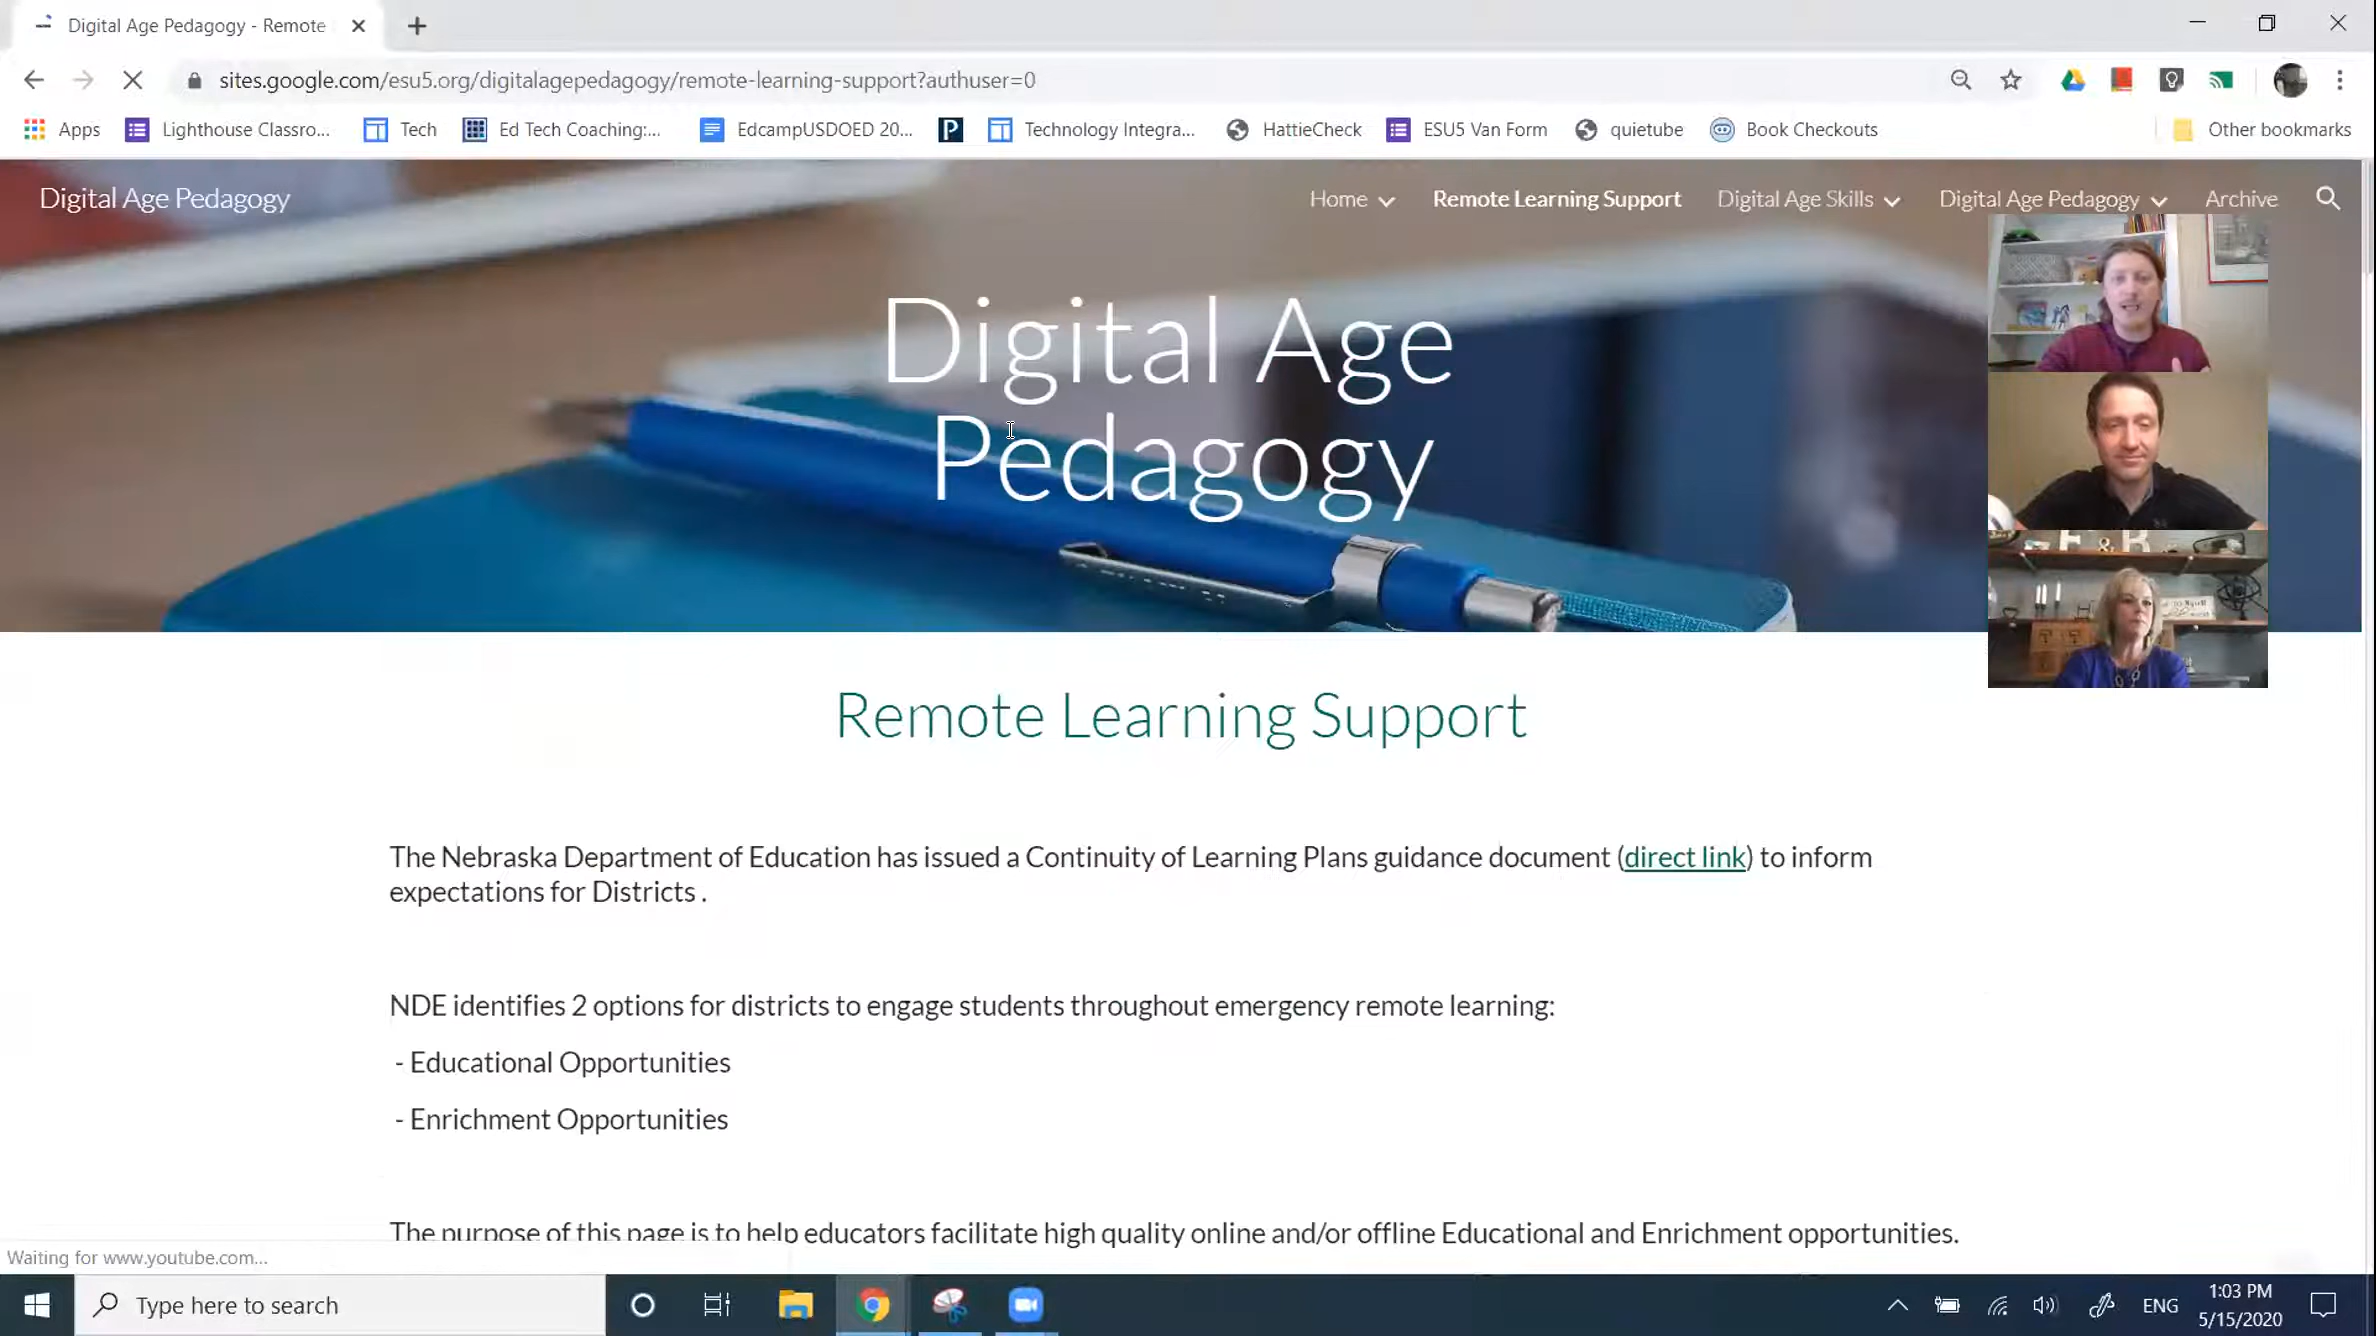 Digital Age Pedagogy - Remote
sites.google.com/esu5.org/digitalagepedagogy/remote-learning-support?authuser=0
Apps Lighthouse Classro... Tech Ed Tech Coaching:... EdcampUSDOED 20... P Technology Integra... HattieCheck ESU5 Van Form quietube Book Checkouts Other bookmarks
Digital Age Pedagogy Home Remote Learning Support Digital Age Skills Digital Age Pedagogy Archive
Digital Age
Pedagogy
Remote Learning Support
The Nebraska Department of Education has issued a Continuity of Learning Plans guidance document (direct link) to inform
expectations for Districts .
NDE identifies 2 options for districts to engage students throughout emergency remote learning:
- Educational Opportunities
- Enrichment Opportunities
The purpose of this page is to help educators facilitate high quality online and/or offline Educational and Enrichment opportunities.
Waiting for www.youtube.com...
Type here to search
ENG
1:03 PM
5/15/2020